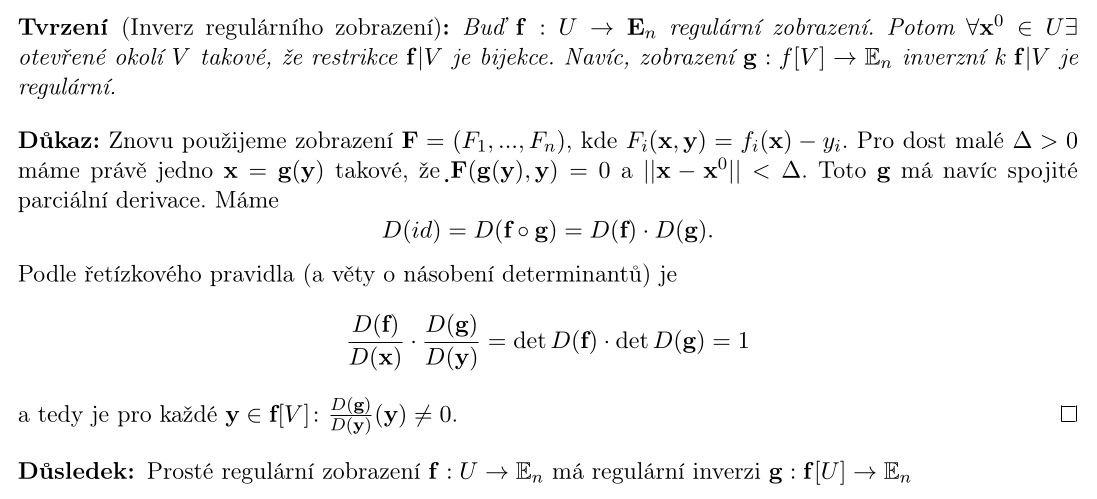 Tvrzení (Inverz regulárního zobrazení): Buď f : U → E_n regulární zobrazení. Potom ∀x^0 ∈ U∃
otevřené okolí V takové, že restrikce f|V je bijekce. Navíc, zobrazení g : f[V] → 𝔼_n inverzní k f|V je
regulární.
Důkaz: Znovu použijeme zobrazení F = (F_1, ..., F_n), kde F_i(x, y) = f_i(x) − y_i. Pro dost malé Δ > 0
máme právě jedno x = g(y) takové, že F(g(y), y) = 0 a ||x − x^0|| < Δ. Toto g má navíc spojité
parciální derivace. Máme
D(id) = D(f ∘ g) = D(f) · D(g).
Podle řetízkového pravidla (a věty o násobení determinantů) je
D(f)/D(x) · D(g)/D(y) = det D(f) · det D(g) = 1
a tedy je pro každé y ∈ f[V]: D(g)/D(y)(y) ≠ 0. □
Důsledek: Prosté regulární zobrazení f : U → 𝔼_n má regulární inverzi g : f[U] → 𝔼_n